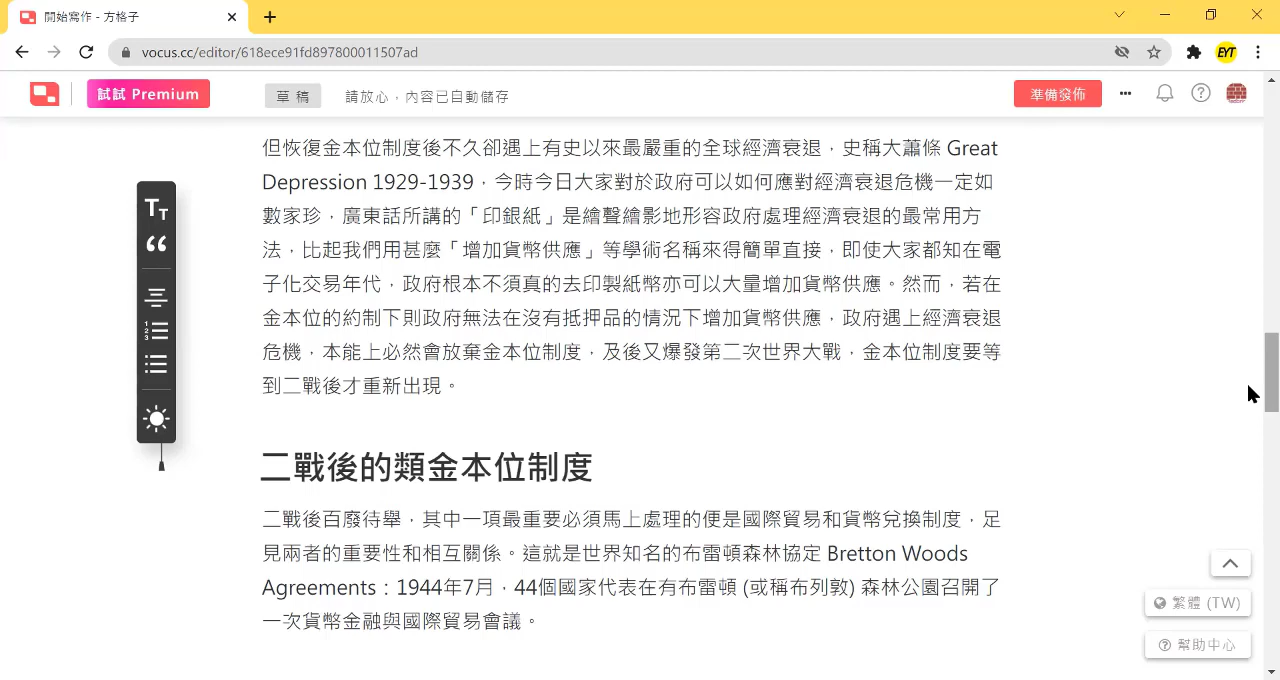 開始寫作 - 方格子
vocus.cc/editor/618ece91fd897800011507ad
EYT
試試 Premium
草稿
請放心，內容已自動儲存
準備發佈
但恢復金本位制度後不久卻遇上有史以來最嚴重的全球經濟衰退，史稱大蕭條 Great
Depression 1929-1939，今時今日大家對於政府可以如何應對經濟衰退危機一定如
數家珍，廣東話所講的「印銀紙」是繪聲繪影地形容政府處理經濟衰退的最常用方
法，比起我們用甚麼「增加貨幣供應」等學術名稱來得簡單直接，即使大家都知在電
子化交易年代，政府根本不須真的去印製紙幣亦可以大量增加貨幣供應。然而，若在
金本位的約制下則政府無法在沒有抵押品的情況下增加貨幣供應，政府遇上經濟衰退
危機，本能上必然會放棄金本位制度，及後又爆發第二次世界大戰，金本位制度要等
到二戰後才重新出現。
二戰後的類金本位制度
二戰後百廢待舉，其中一項最重要必須馬上處理的便是國際貿易和貨幣兌換制度，足
見兩者的重要性和相互關係。這就是世界知名的布雷頓森林協定 Bretton Woods
Agreements：1944年7月，44個國家代表在有布雷頓 (或稱布列敦) 森林公園召開了
一次貨幣金融與國際貿易會議。
繁體 (TW)
幫助中心